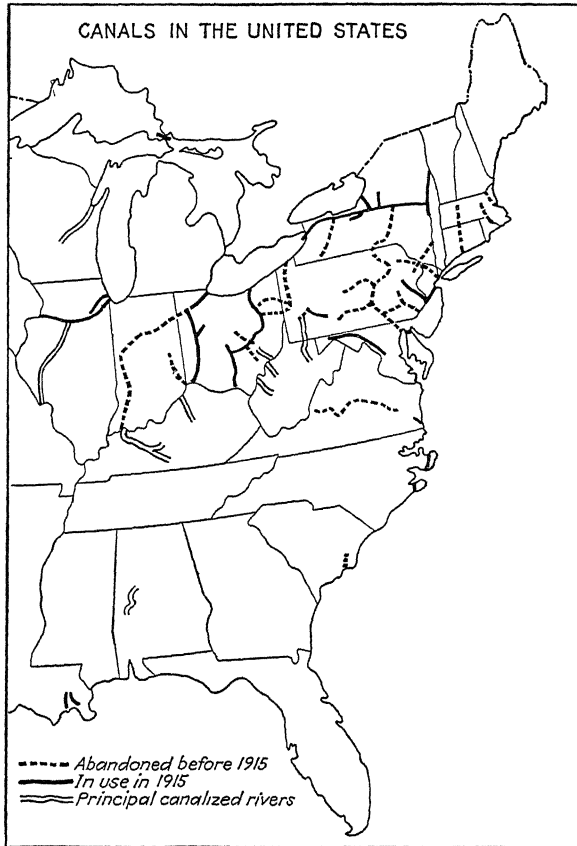 CANALS IN THE UNITED STATES
Abandoned before 1915
In use in 1915
Principal canalized rivers